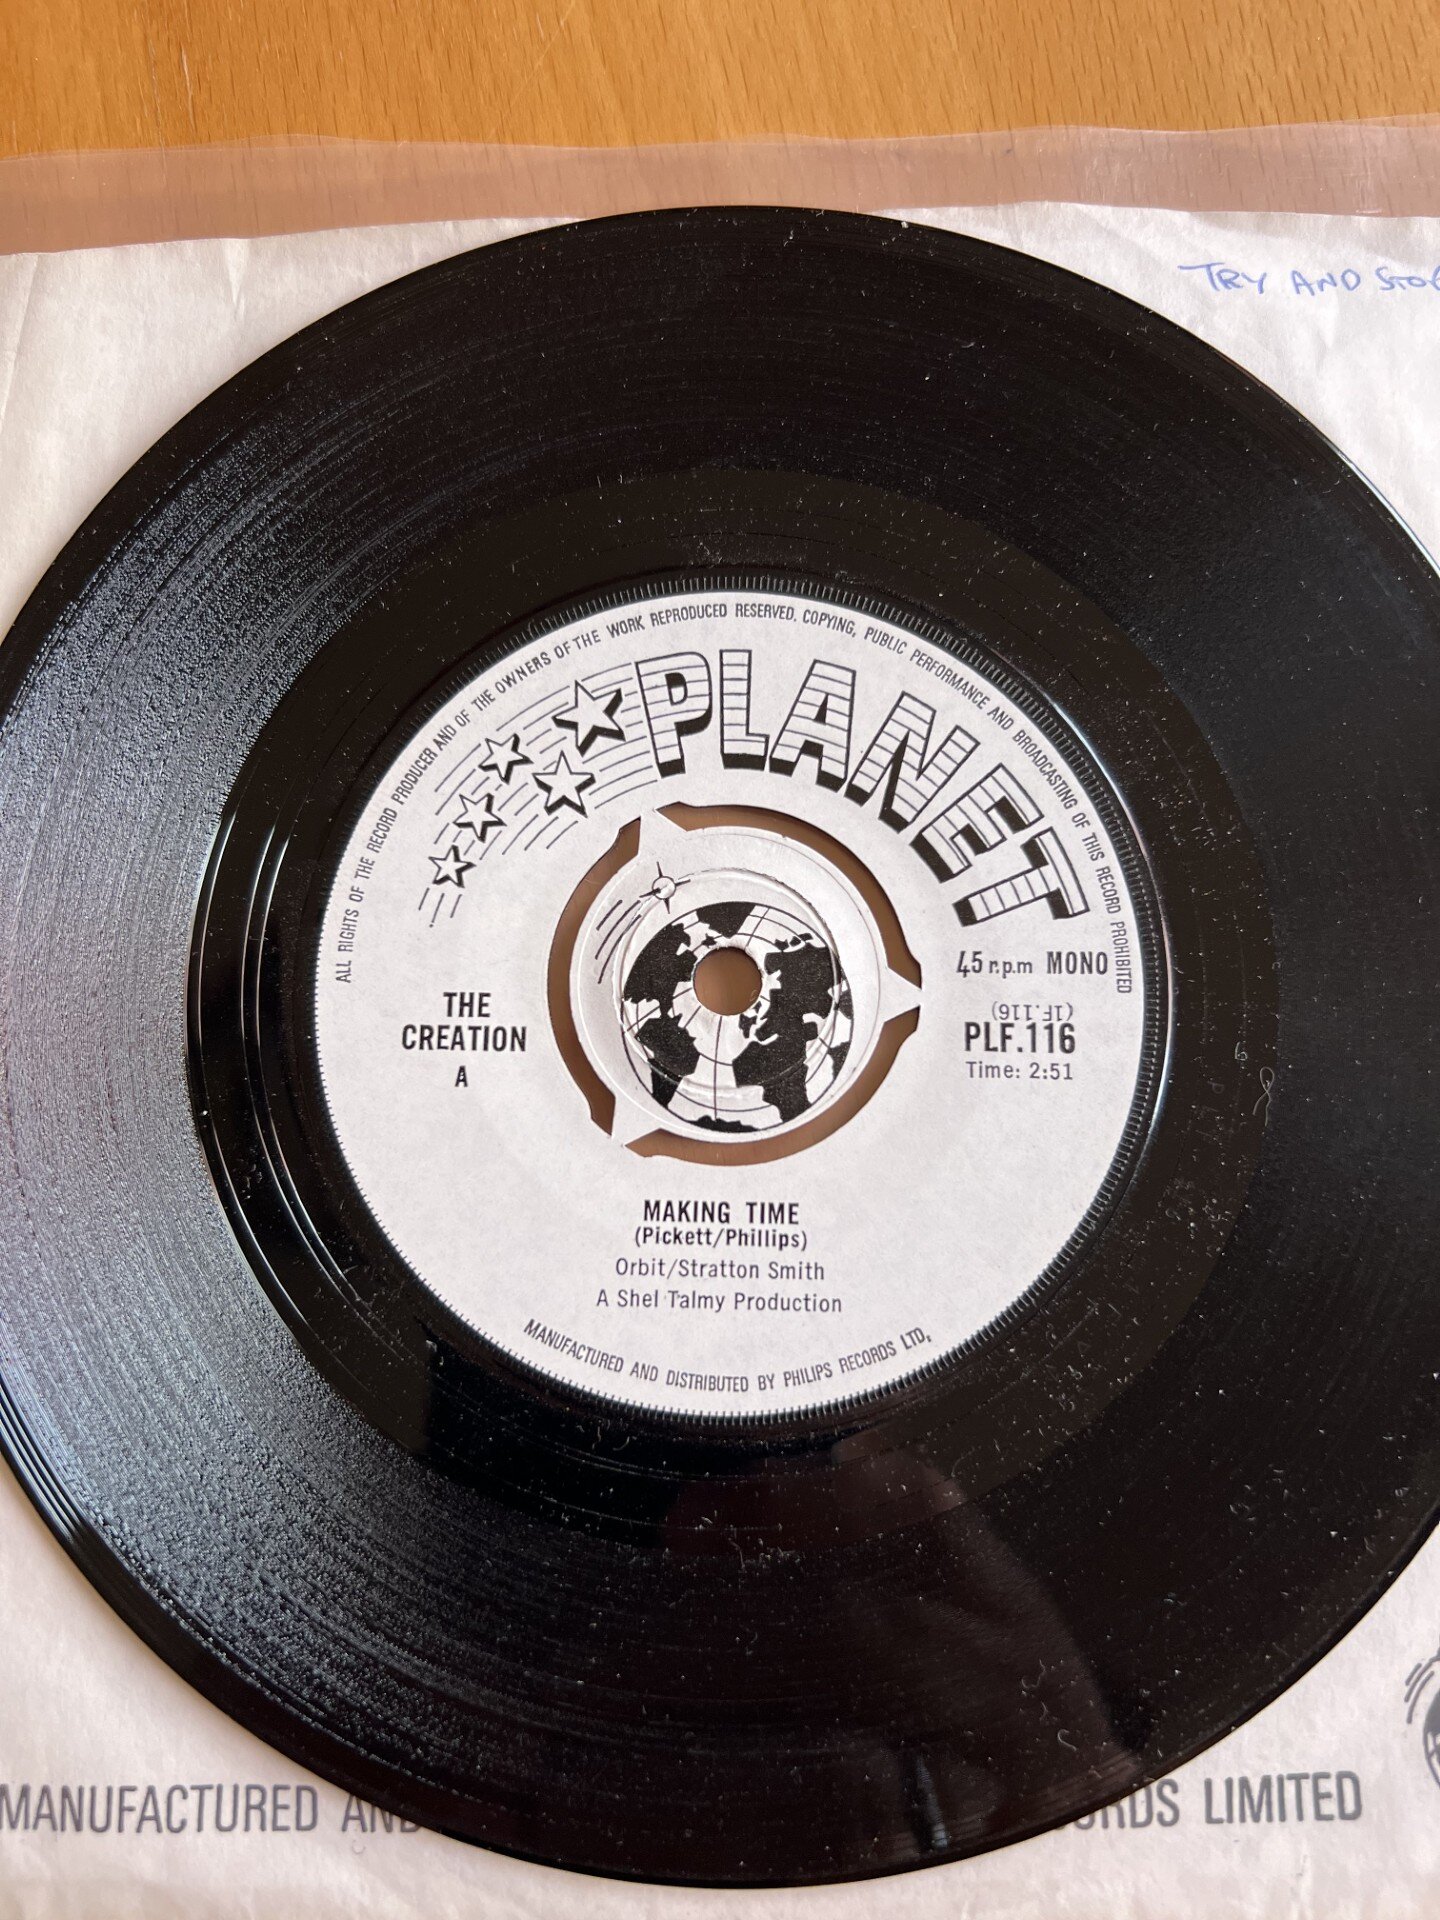 TRY AND STO
ALL RIGHTS OF THE RECORD PRODUCER AND OF THE OWNERS OF THE WORK REPRODUCED RESERVED. COPYING, PUBLIC PERFORMANCE AND BROADCASTING OF THIS RECORD PROHIBITED
PLANET
45 r.p.m MONO
(1F.116)
PLF.116
Time: 2:51
THE
CREATION
A
MAKING TIME
(Pickett/Phillips)
Orbit/Stratton Smith
A Shel Talmy Production
MANUFACTURED AND DISTRIBUTED BY PHILIPS RECORDS LTD.
MANUFACTURED AN ORDS LIMITED